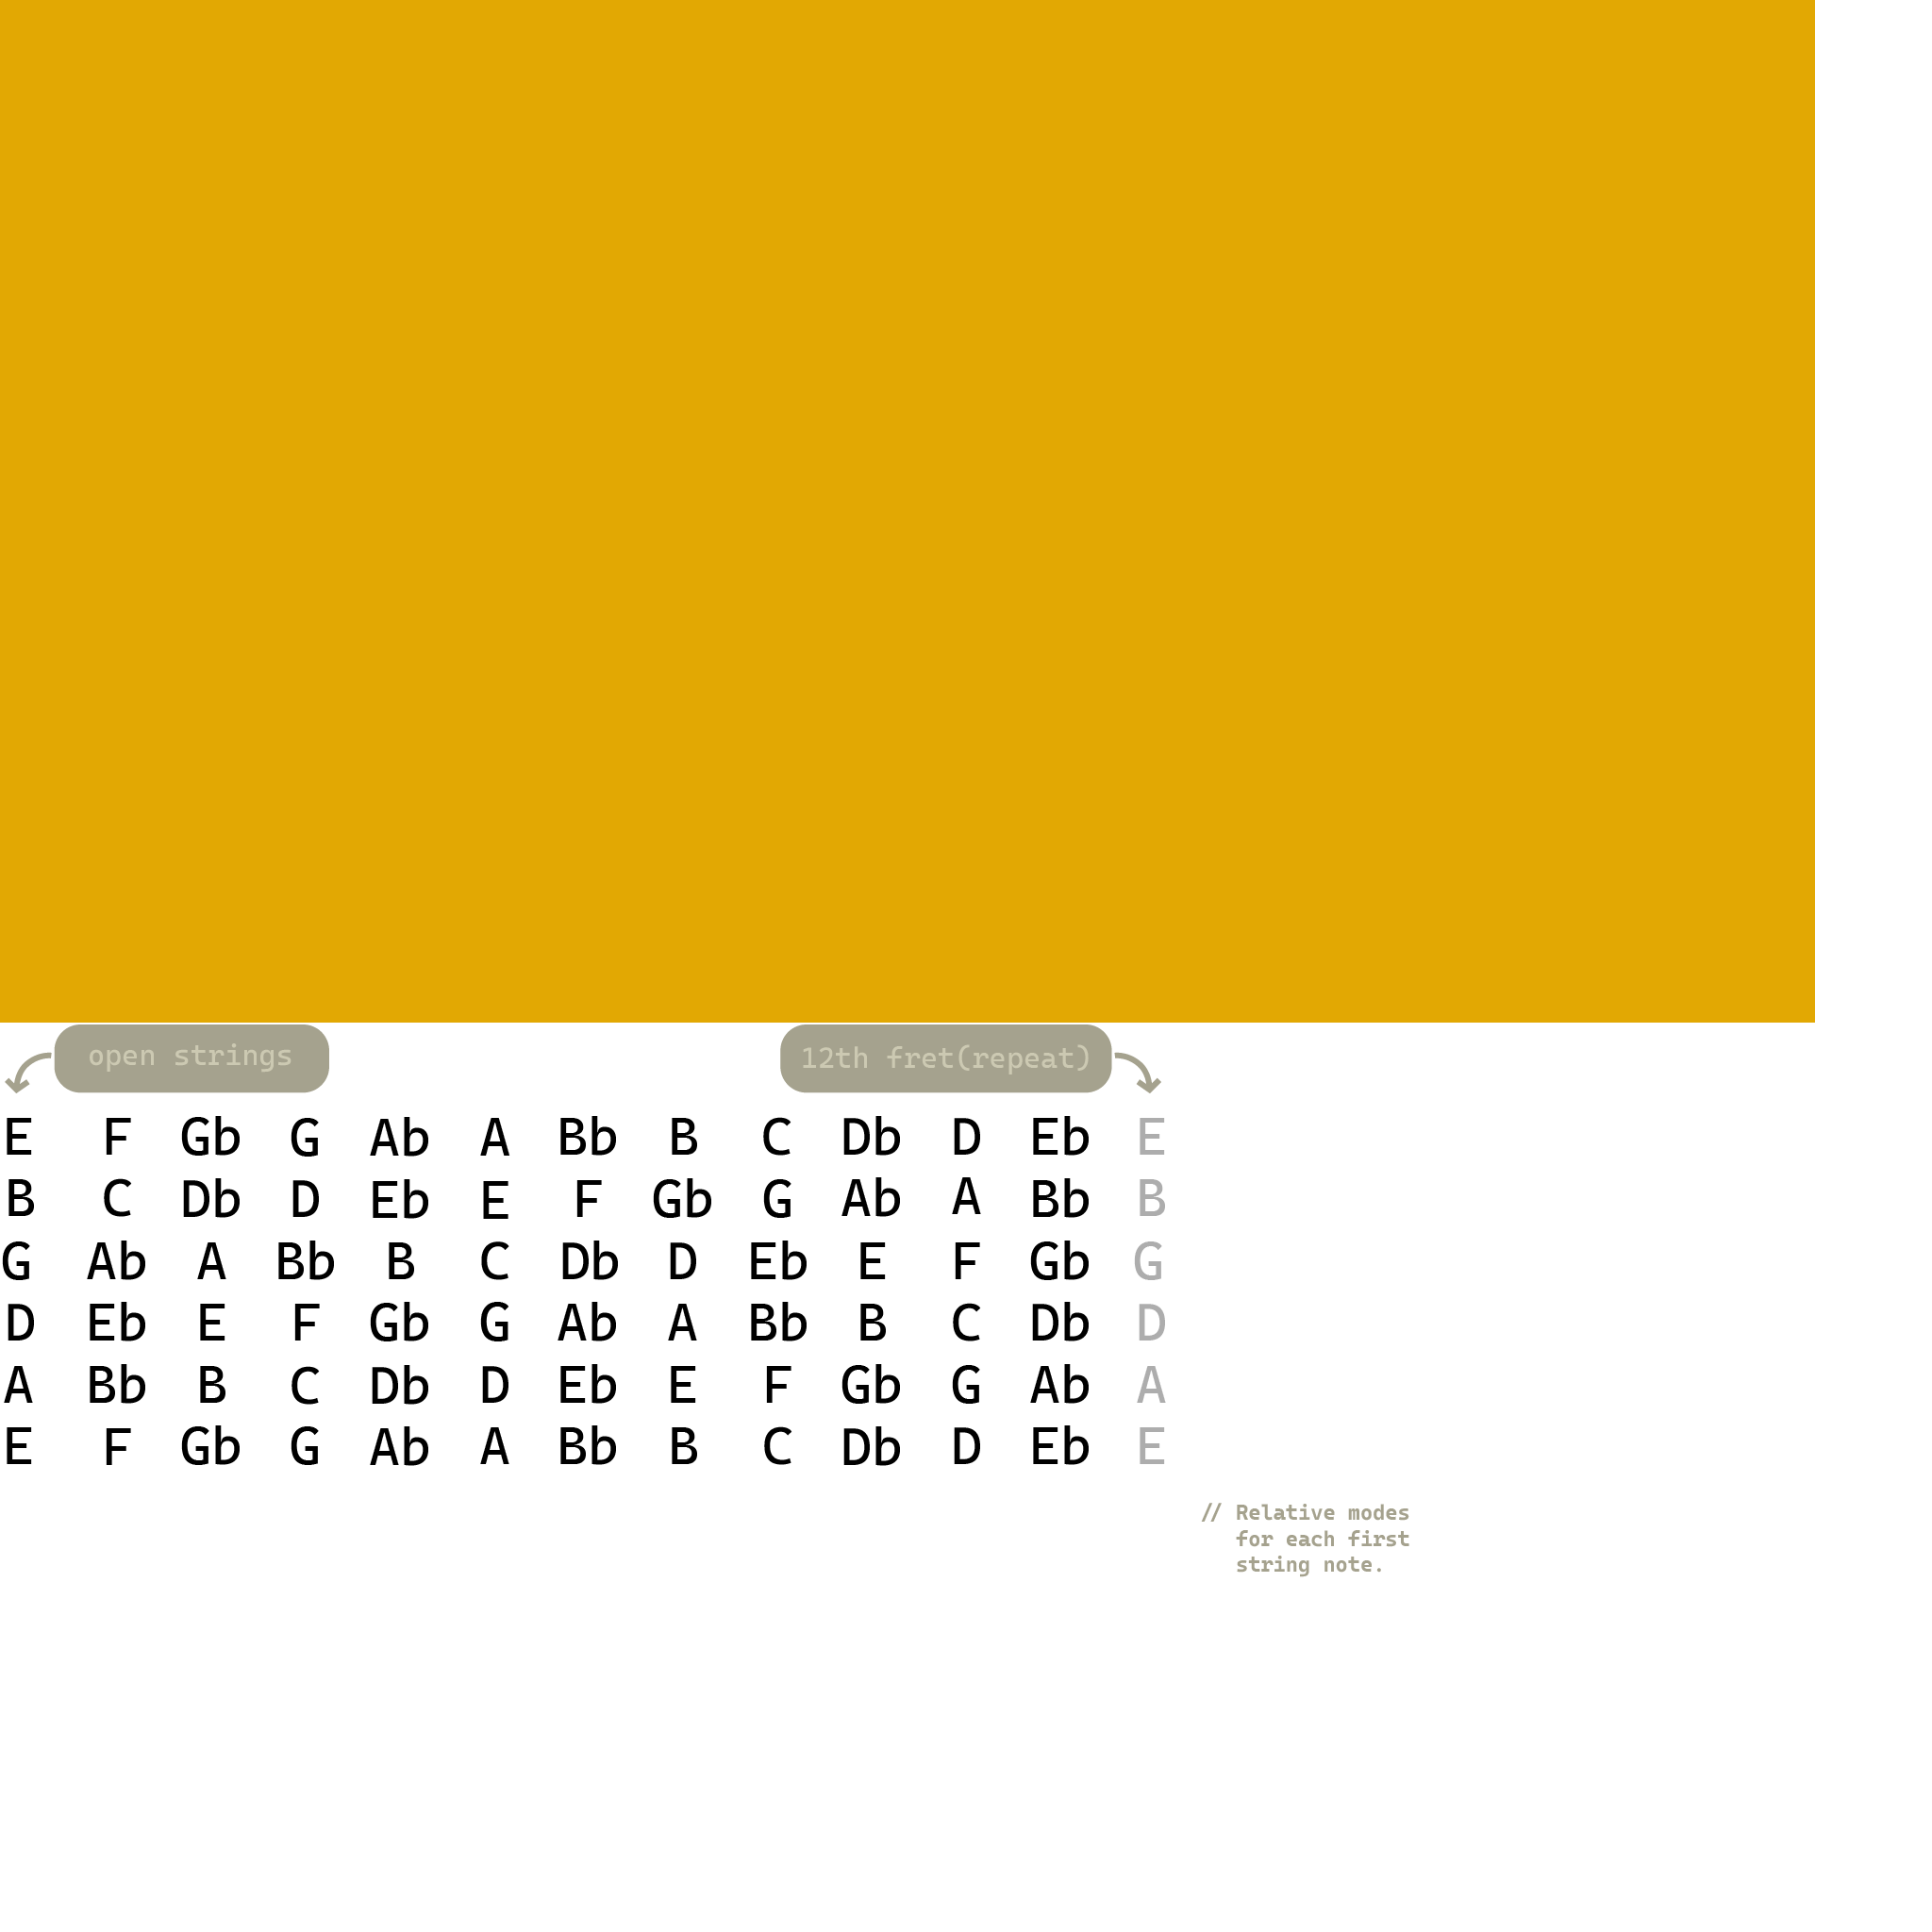 open strings
12th fret(repeat)
E F Gb G Ab A Bb B C Db D Eb E
B C Db D Eb E F Gb G Ab A Bb B
G Ab A Bb B C Db D Eb E F Gb G
D Eb E F Gb G Ab A Bb B C Db D
A Bb B C Db D Eb E F Gb G Ab A
E F Gb G Ab A Bb B C Db D Eb E
// Relative modes
for each first
string note.